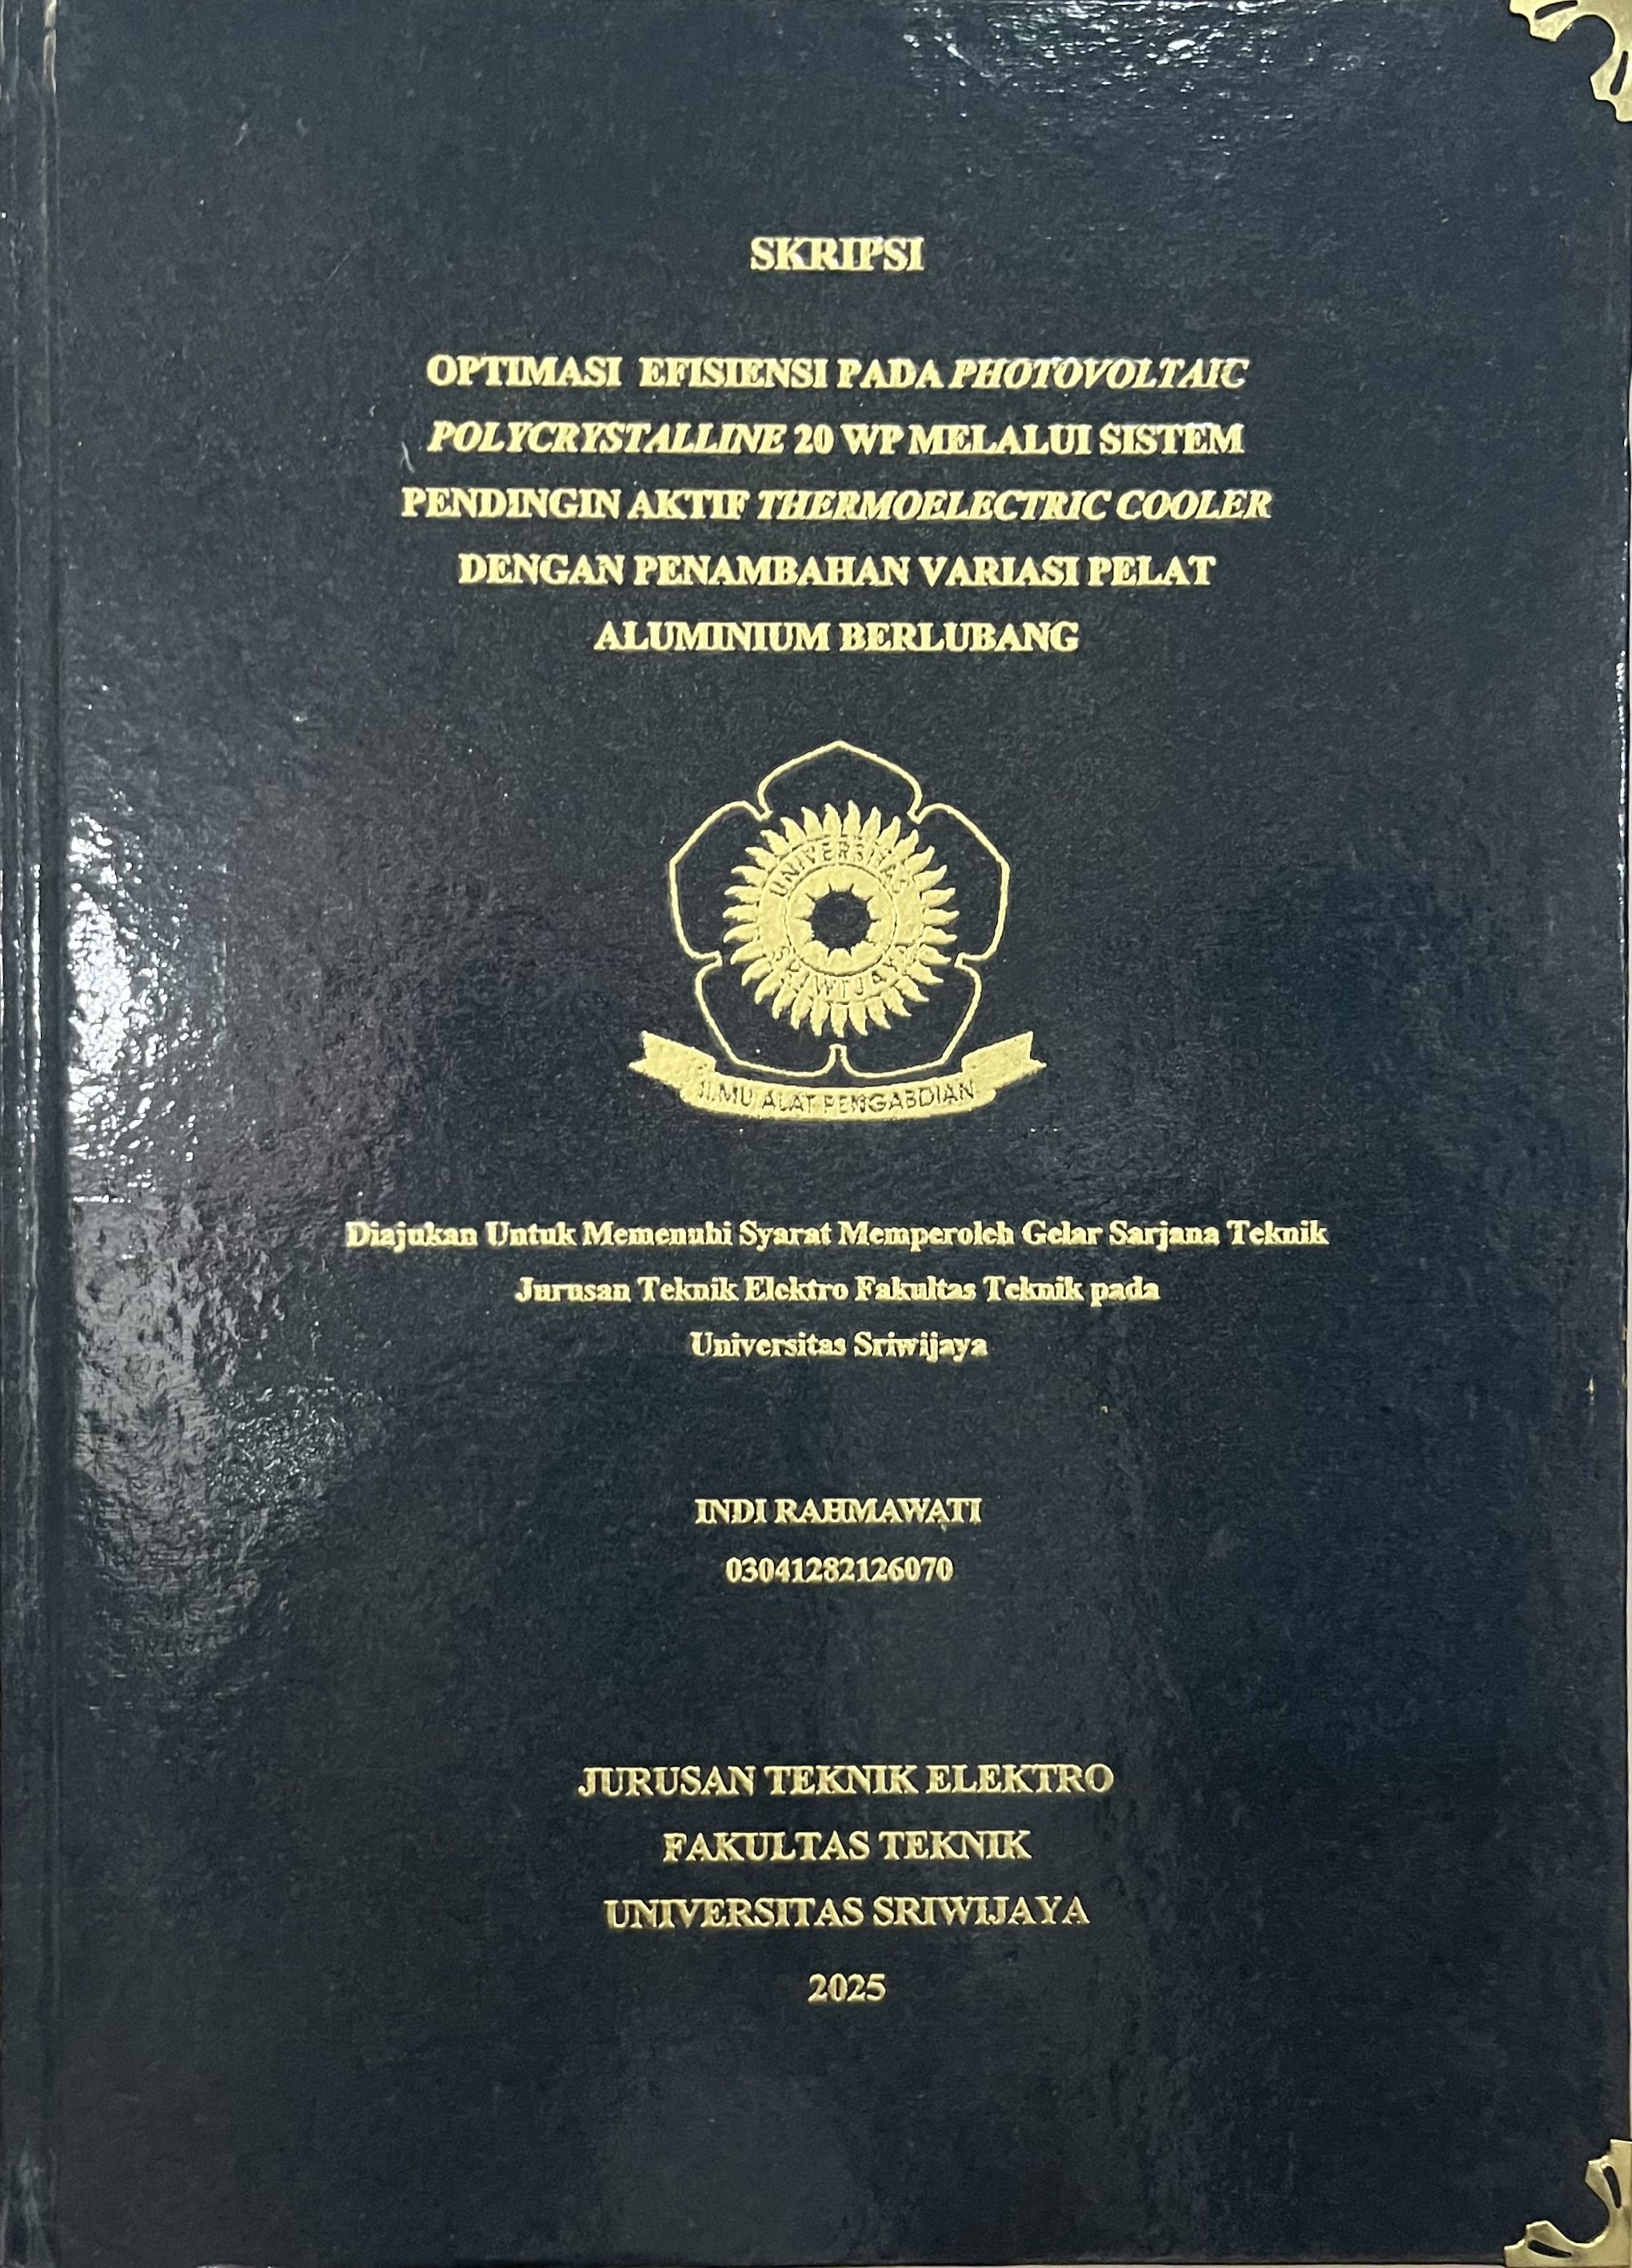 SKRIPSI
OPTIMASI EFISIENSI PADA PHOTOVOLTAIC
POLYCRYSTALLINE 20 WP MELALUI SISTEM
PENDINGIN AKTIF THERMOELECTRIC COOLER
DENGAN PENAMBAHAN VARIASI PELAT
ALUMINIUM BERLUBANG
UNIVERSITAS
SRIWIJAYA
ILMU ALAT PENGABDIAN
Diajukan Untuk Memenuhi Syarat Memperoleh Gelar Sarjana Teknik
Jurusan Teknik Elektro Fakultas Teknik pada
Universitas Sriwijaya
INDI RAHMAWATI
03041282126070
JURUSAN TEKNIK ELEKTRO
FAKULTAS TEKNIK
UNIVERSITAS SRIWIJAYA
2025